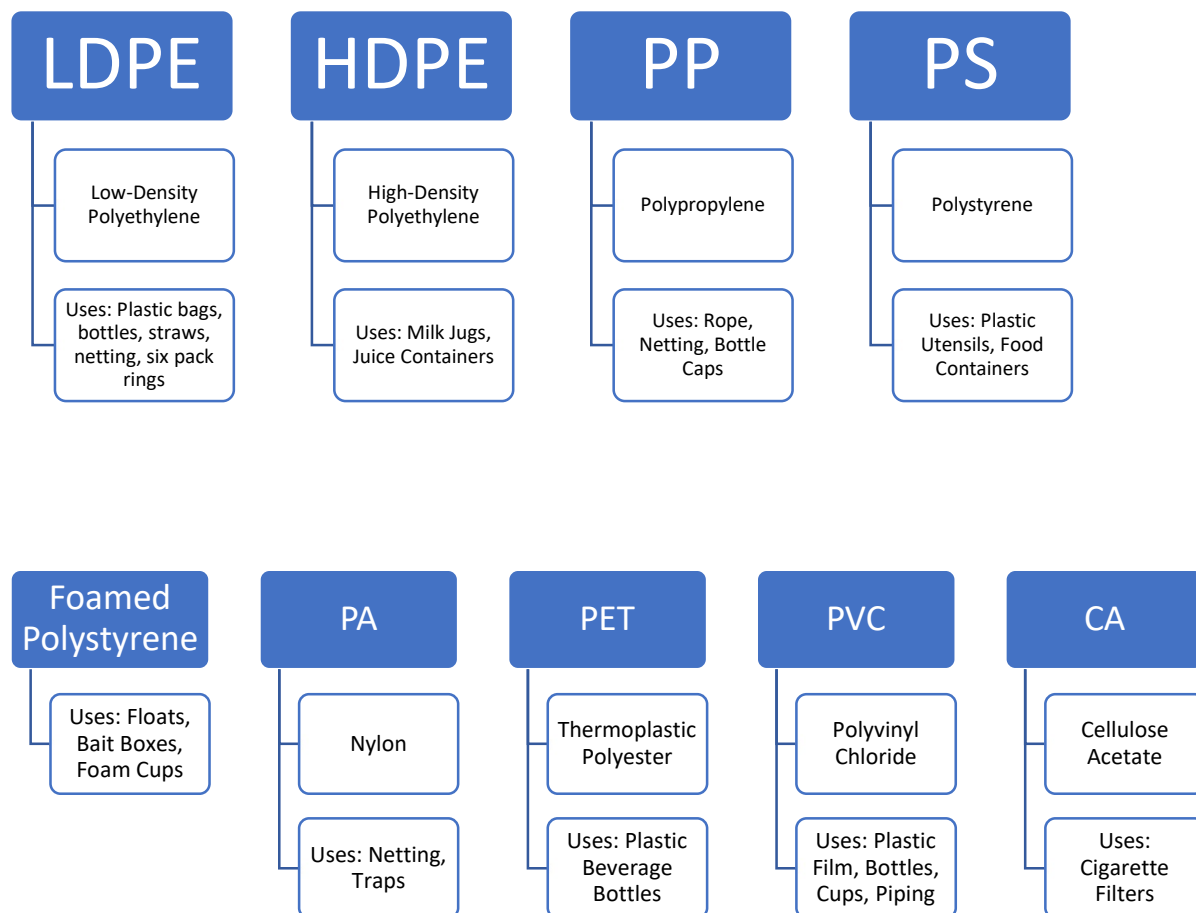 LDPE
Low-Density
Polyethylene
Uses: Plastic bags,
bottles, straws,
netting, six pack
rings
HDPE
High-Density
Polyethylene
Uses: Milk Jugs,
Juice Containers
PP
Polypropylene
Uses: Rope,
Netting, Bottle
Caps
PS
Polystyrene
Uses: Plastic
Utensils, Food
Containers
Foamed
Polystyrene
Uses: Floats,
Bait Boxes,
Foam Cups
PA
Nylon
Uses: Netting,
Traps
PET
Thermoplastic
Polyester
Uses: Plastic
Beverage
Bottles
PVC
Polyvinyl
Chloride
Uses: Plastic
Film, Bottles,
Cups, Piping
CA
Cellulose
Acetate
Uses:
Cigarette
Filters